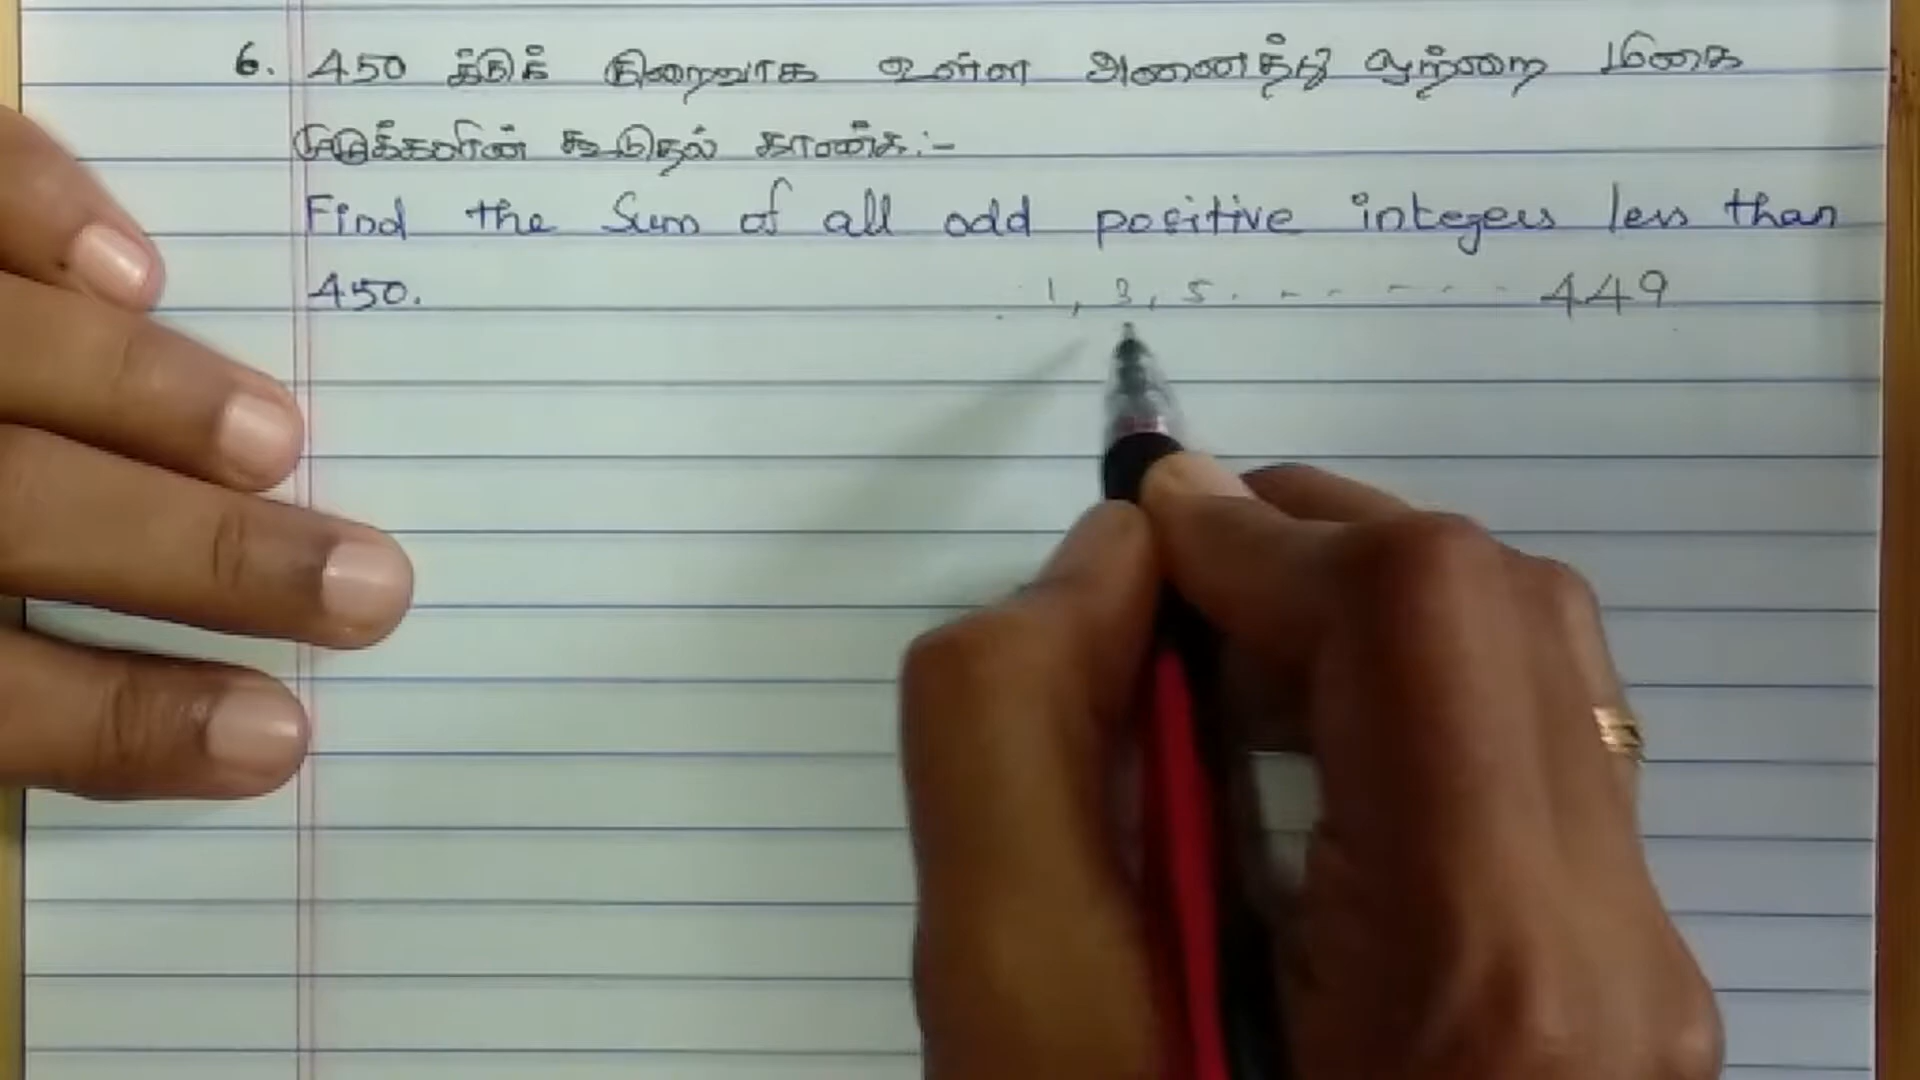 6. 450 க்குக் குறைவாக உள்ள அனைத்து ஒற்றை மிகை
முழுக்களின் கூடுதல் காண்க:-
Find the Sum of all odd positive integers less than
450. 1, 3, 5. - - - - - - - 449